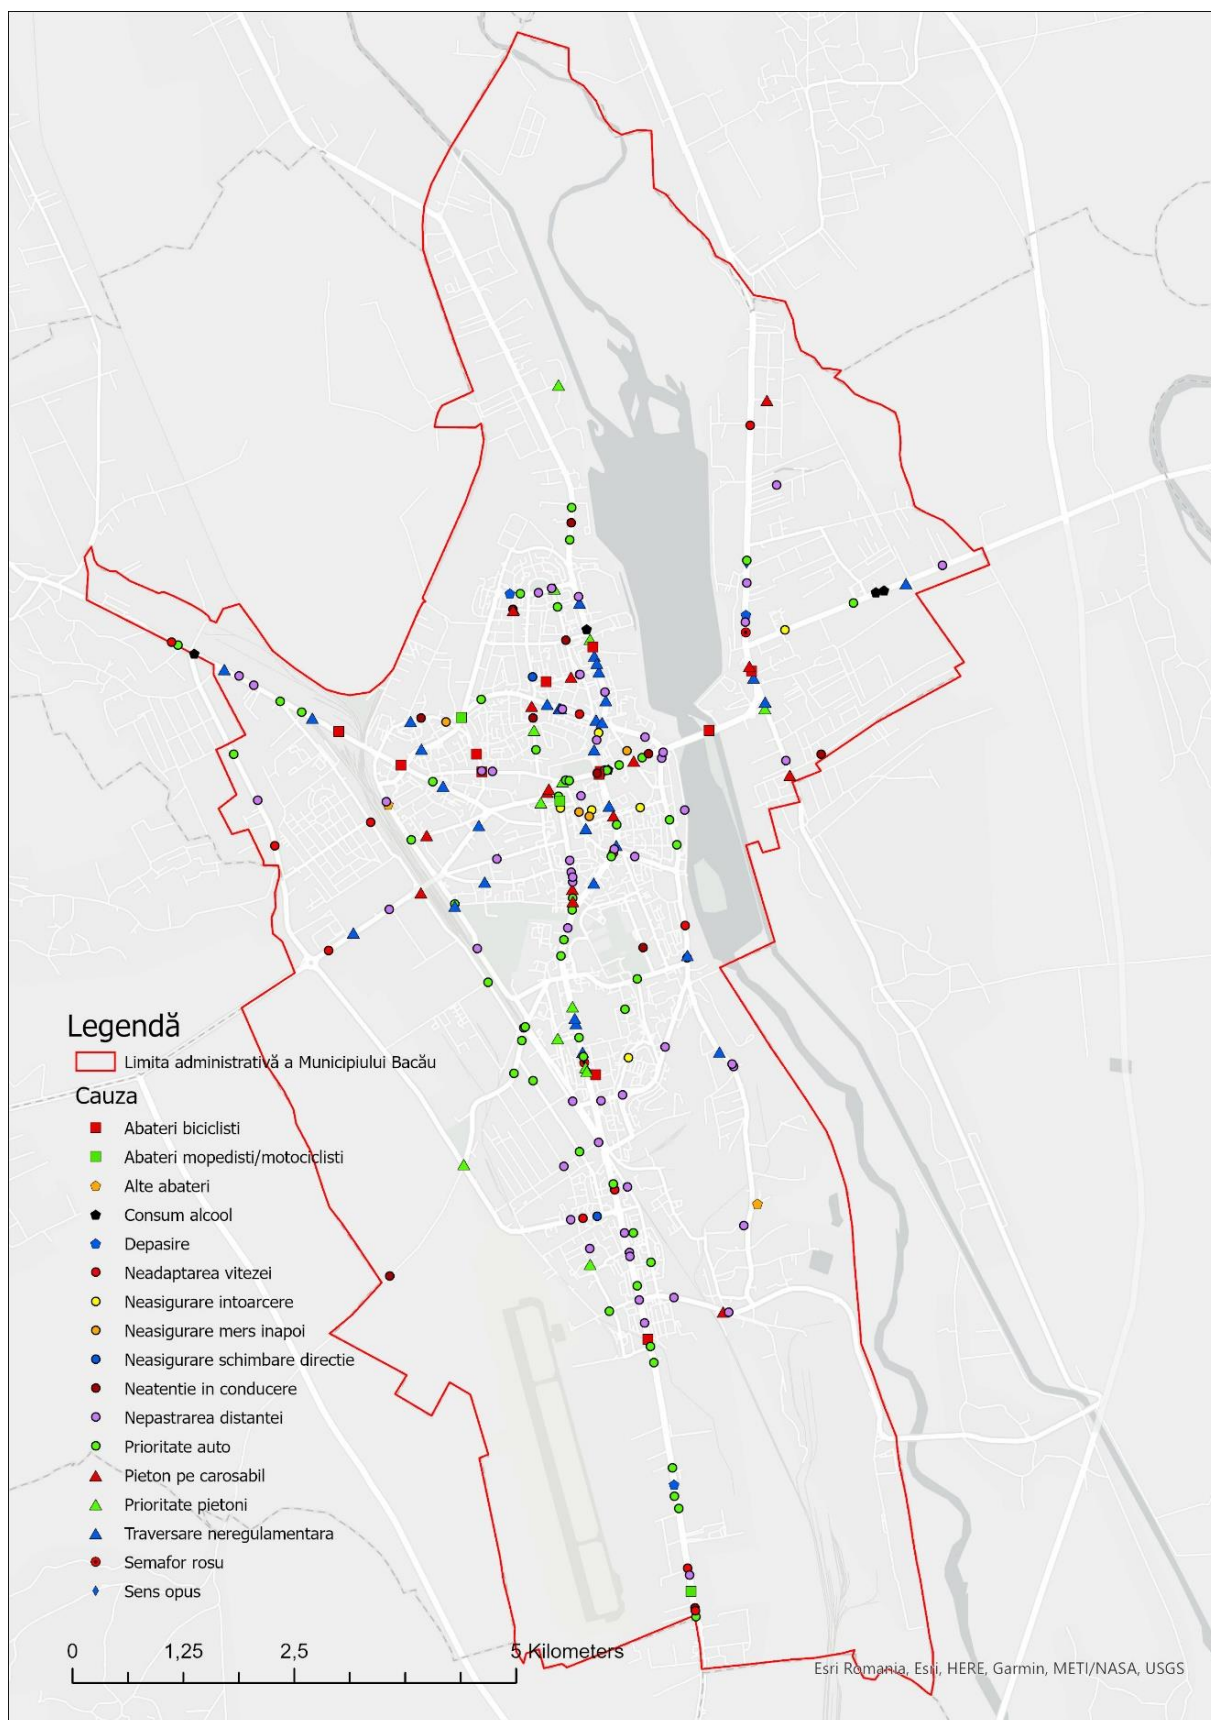 Legendă
Limita administrativă a Municipiului Bacău
Cauza
Abateri biciclisti
Abateri mopedisti/motociclisti
Alte abateri
Consum alcool
Depasire
Neadaptarea vitezei
Neasigurare intoarcere
Neasigurare mers inapoi
Neasigurare schimbare directie
Neatentie in conducere
Nepastrarea distantei
Prioritate auto
Pieton pe carosabil
Prioritate pietoni
Traversare neregulamentara
Semafor rosu
Sens opus
0 1,25 2,5 5 Kilometers
Esri Romania, Esri, HERE, Garmin, METI/NASA, USGS